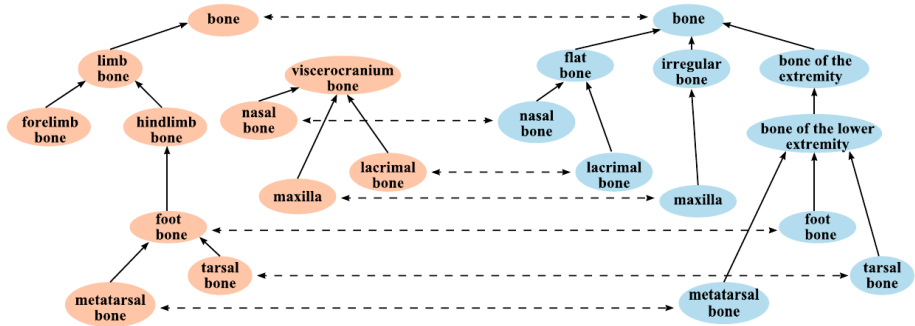 bone
limb
bone
forelimb
bone
hindlimb
bone
foot
bone
tarsal
bone
metatarsal
bone
viscerocranium
bone
nasal
bone
lacrimal
bone
maxilla
bone
flat
bone
nasal
bone
lacrimal
bone
irregular
bone
maxilla
bone of the
extremity
bone of the lower
extremity
foot
bone
tarsal
bone
metatarsal
bone